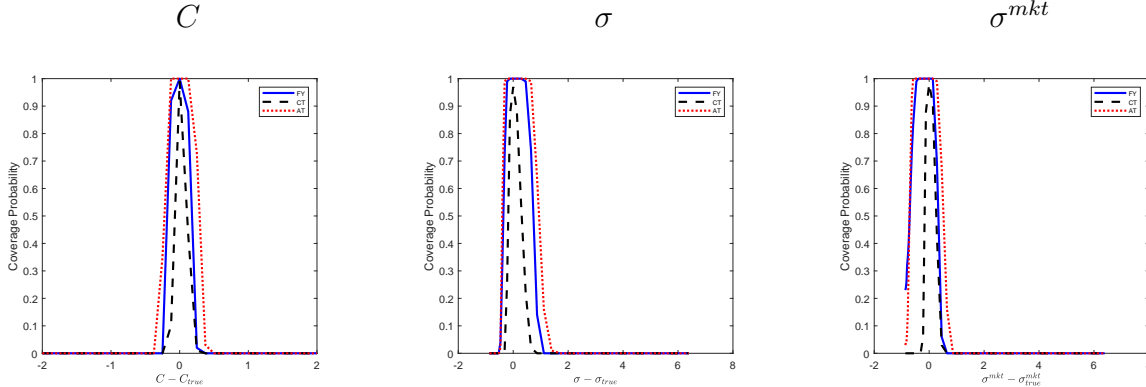 C
σ
σ^mkt
1
0.9
0.8
0.7
0.6
0.5
0.4
0.3
0.2
0.1
0
Coverage Probability
-2
-1
0
1
2
C − C_true
FY
CT
AT
1
0.9
0.8
0.7
0.6
0.5
0.4
0.3
0.2
0.1
0
Coverage Probability
-2
0
2
4
6
8
σ − σ_true
FY
CT
AT
1
0.9
0.8
0.7
0.6
0.5
0.4
0.3
0.2
0.1
0
Coverage Probability
-2
0
2
4
6
σ^mkt − σ^mkt_true
FY
CT
AT